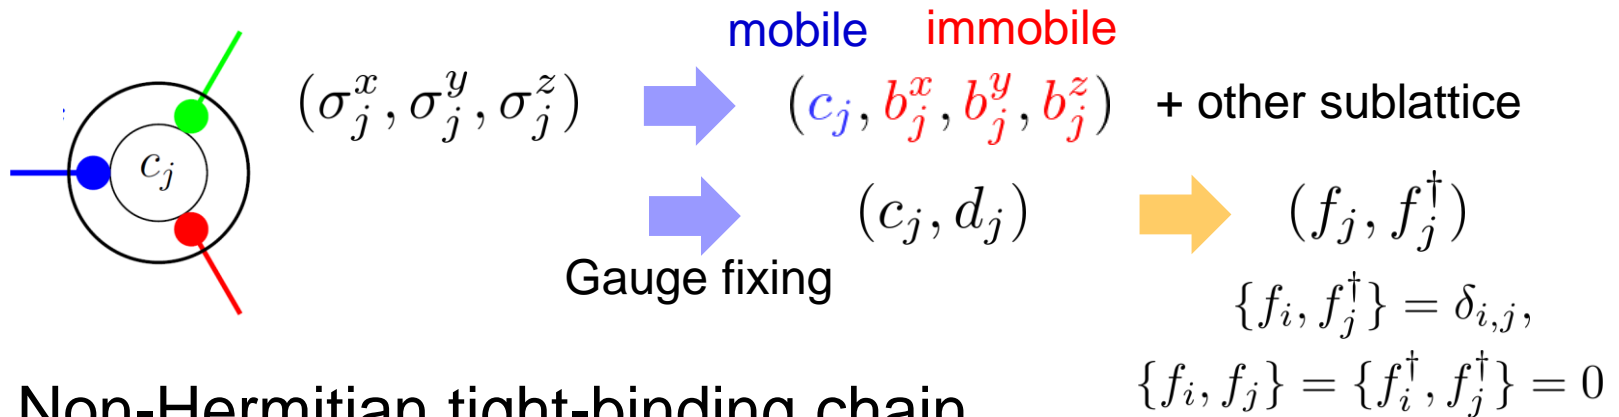 mobile immobile
(σ_j^x, σ_j^y, σ_j^z) (c_j, b_j^x, b_j^y, b_j^z) + other sublattice
c_j
(c_j, d_j) (f_j, f_j^†)
Gauge fixing
{f_i, f_j^†} = δ_{i,j},
{f_i, f_j} = {f_i^†, f_j^†} = 0
Non-Hermitian tight-binding chain